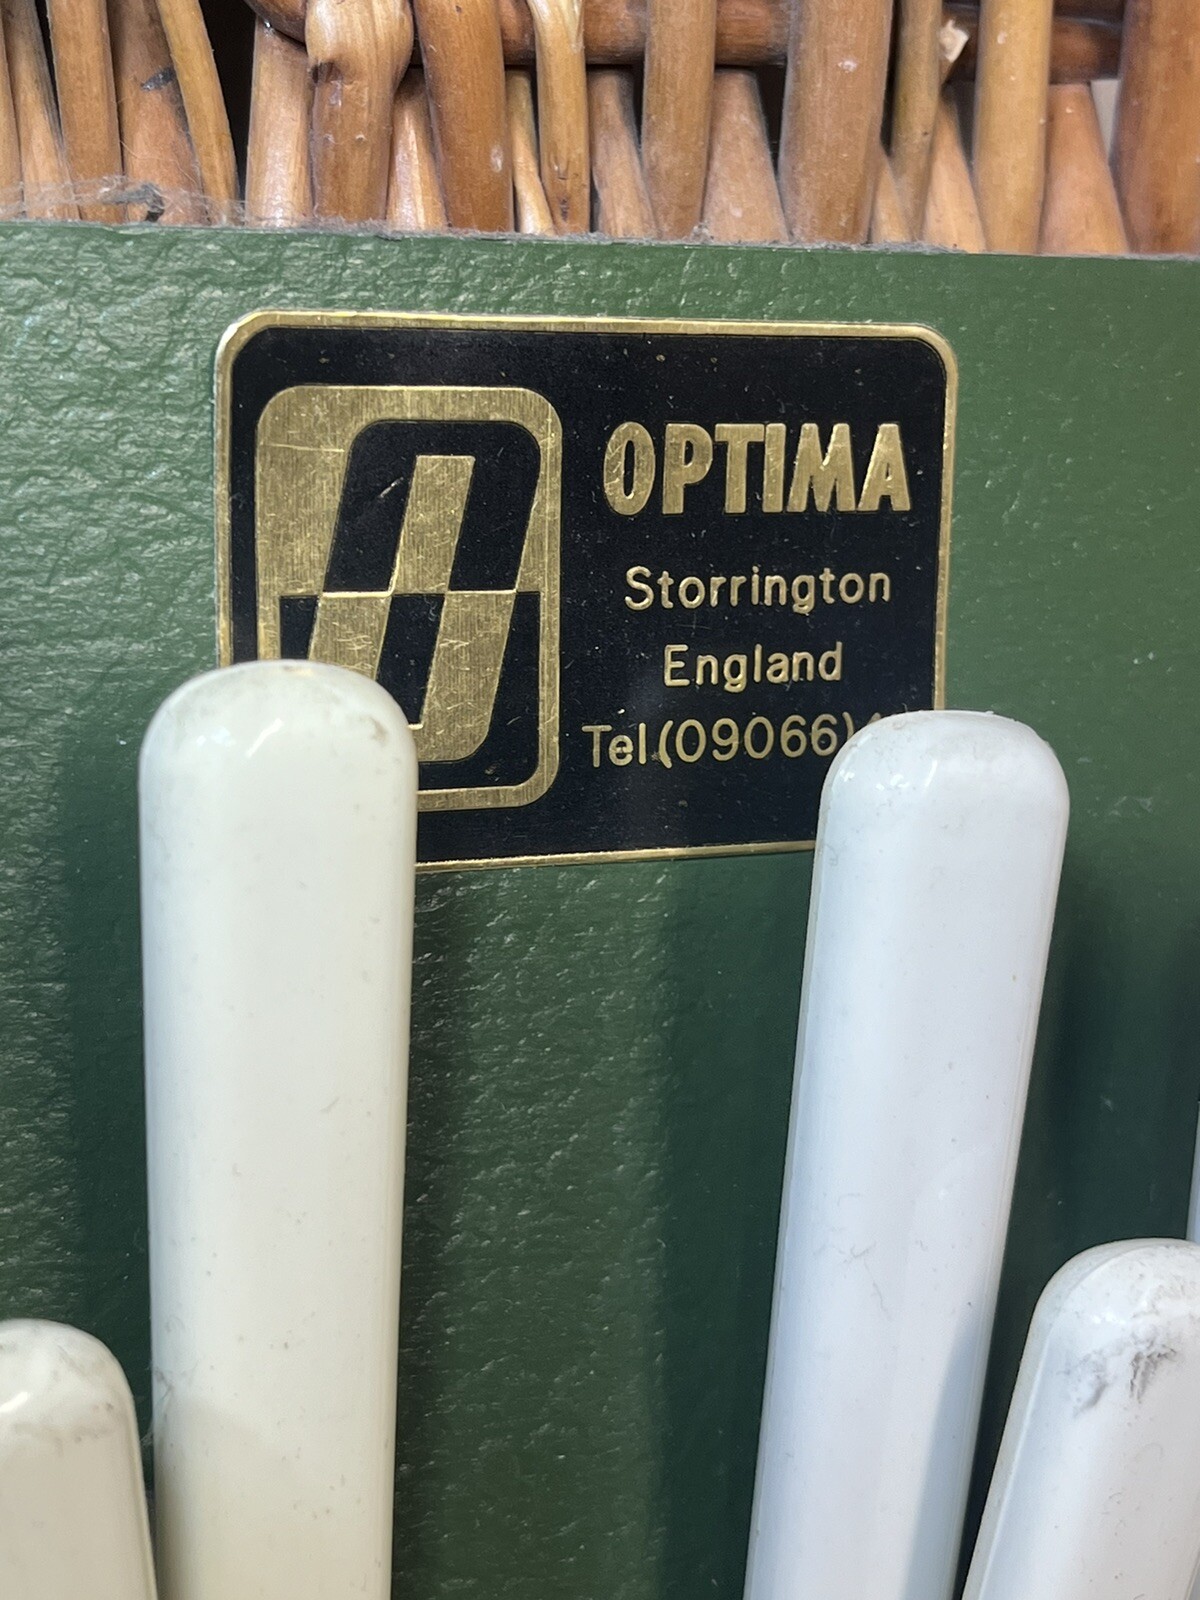 OPTIMA
Storrington
England
Tel (09066)